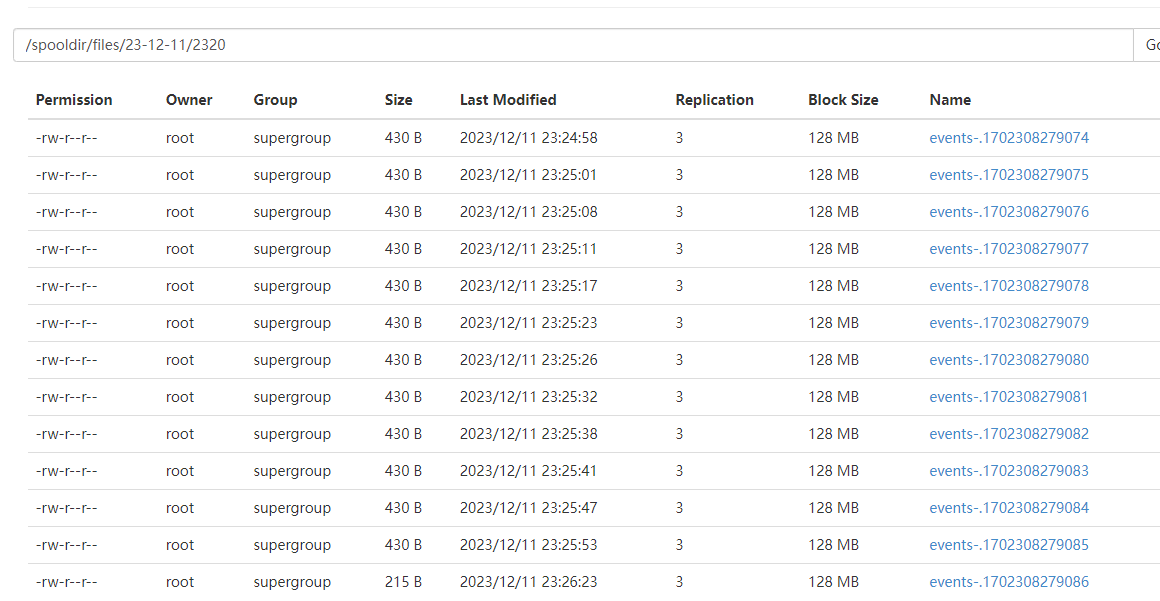 /spooldir/files/23-12-11/2320 Go
Permission Owner Group Size Last Modified Replication Block Size Name
-rw-r--r-- root supergroup 430 B 2023/12/11 23:24:58 3 128 MB events-.1702308279074
-rw-r--r-- root supergroup 430 B 2023/12/11 23:25:01 3 128 MB events-.1702308279075
-rw-r--r-- root supergroup 430 B 2023/12/11 23:25:08 3 128 MB events-.1702308279076
-rw-r--r-- root supergroup 430 B 2023/12/11 23:25:11 3 128 MB events-.1702308279077
-rw-r--r-- root supergroup 430 B 2023/12/11 23:25:17 3 128 MB events-.1702308279078
-rw-r--r-- root supergroup 430 B 2023/12/11 23:25:23 3 128 MB events-.1702308279079
-rw-r--r-- root supergroup 430 B 2023/12/11 23:25:26 3 128 MB events-.1702308279080
-rw-r--r-- root supergroup 430 B 2023/12/11 23:25:32 3 128 MB events-.1702308279081
-rw-r--r-- root supergroup 430 B 2023/12/11 23:25:38 3 128 MB events-.1702308279082
-rw-r--r-- root supergroup 430 B 2023/12/11 23:25:41 3 128 MB events-.1702308279083
-rw-r--r-- root supergroup 430 B 2023/12/11 23:25:47 3 128 MB events-.1702308279084
-rw-r--r-- root supergroup 430 B 2023/12/11 23:25:53 3 128 MB events-.1702308279085
-rw-r--r-- root supergroup 215 B 2023/12/11 23:26:23 3 128 MB events-.1702308279086